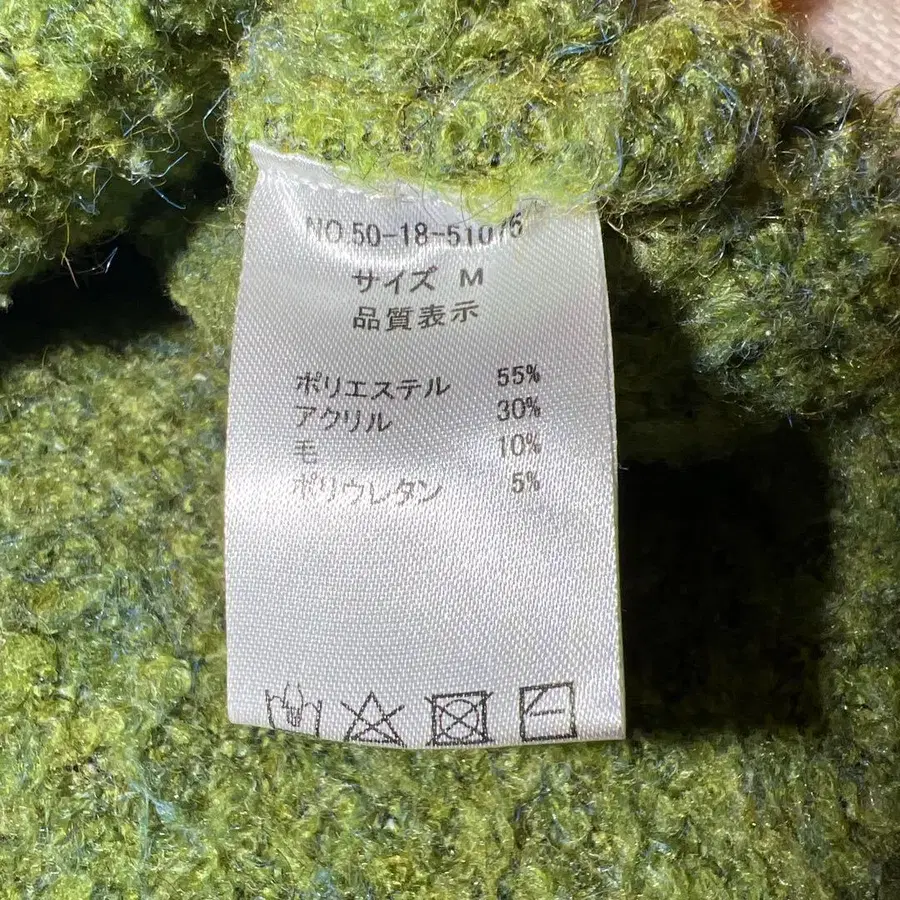 NO.50-18-51076
サイズ M
品質表示
ポリエステル 55%
アクリル 30%
毛 10%
ポリウレタン 5%